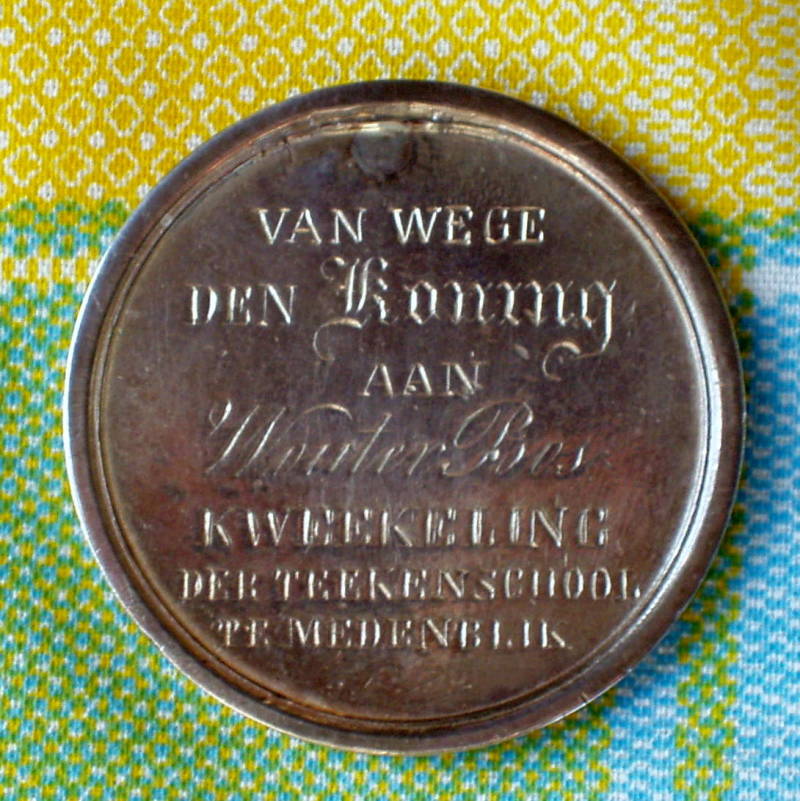 VAN WEGE
DEN Koning
AAN
Wouter Bos
KWEEKELING
DER TEEKENSCHOOL
TE MEDENBLIK